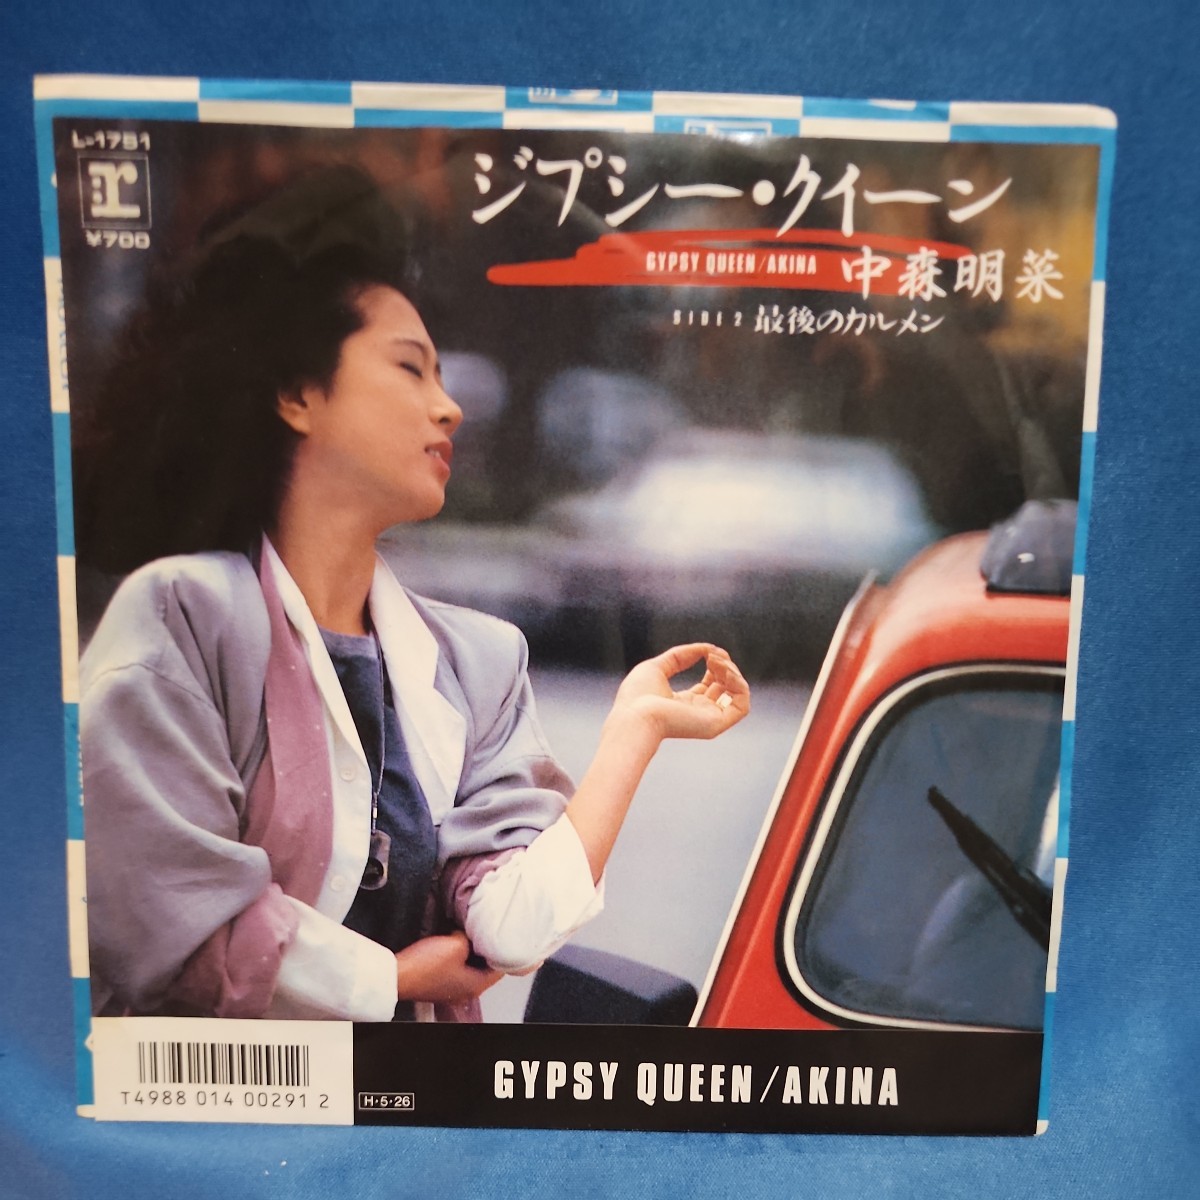 L-1751
r
¥700
ジプシー・クイーン
GYPSY QUEEN/AKINA 中森明菜
SIDE 2 最後のカルメン
T4988 014 00291 2
H・5・26
GYPSY QUEEN/AKINA